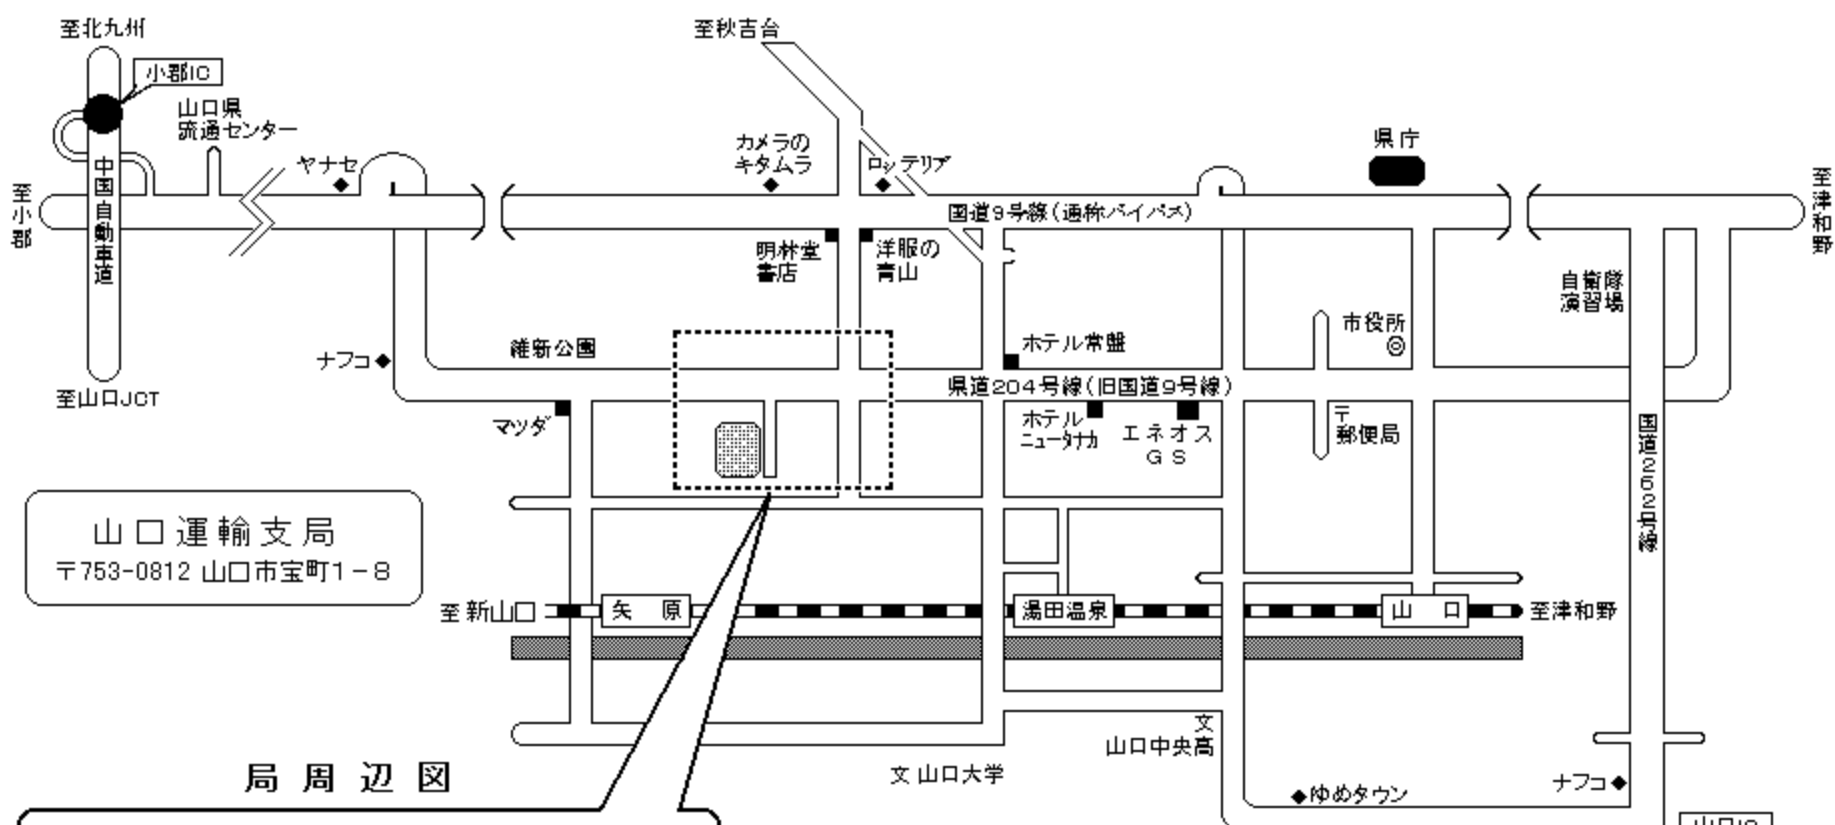 至北九州
至秋吉台
小郡IC
山口県
流通センター
県庁
カメラの
キタムラ
ヤナセ
ロッテリア
中国自動車道
至小郡
至津和野
国道9号線(通称バイパス)
明林堂
書店
洋服の
青山
自衛隊
演習場
市役所
維新公園
ホテル常盤
ナフコ
県道204号線(旧国道9号線)
至山口JCT
マツダ
ホテル
ニュータナカ
エネオス
GS
〒
郵便局
国道262号線
山口運輸支局
〒753-0812 山口市宝町1-8
至新山口
矢 原
湯田温泉
山 口
至津和野
文
山口中央高
文 山口大学
局周辺図
ナフコ
ゆめタウン
山口IC